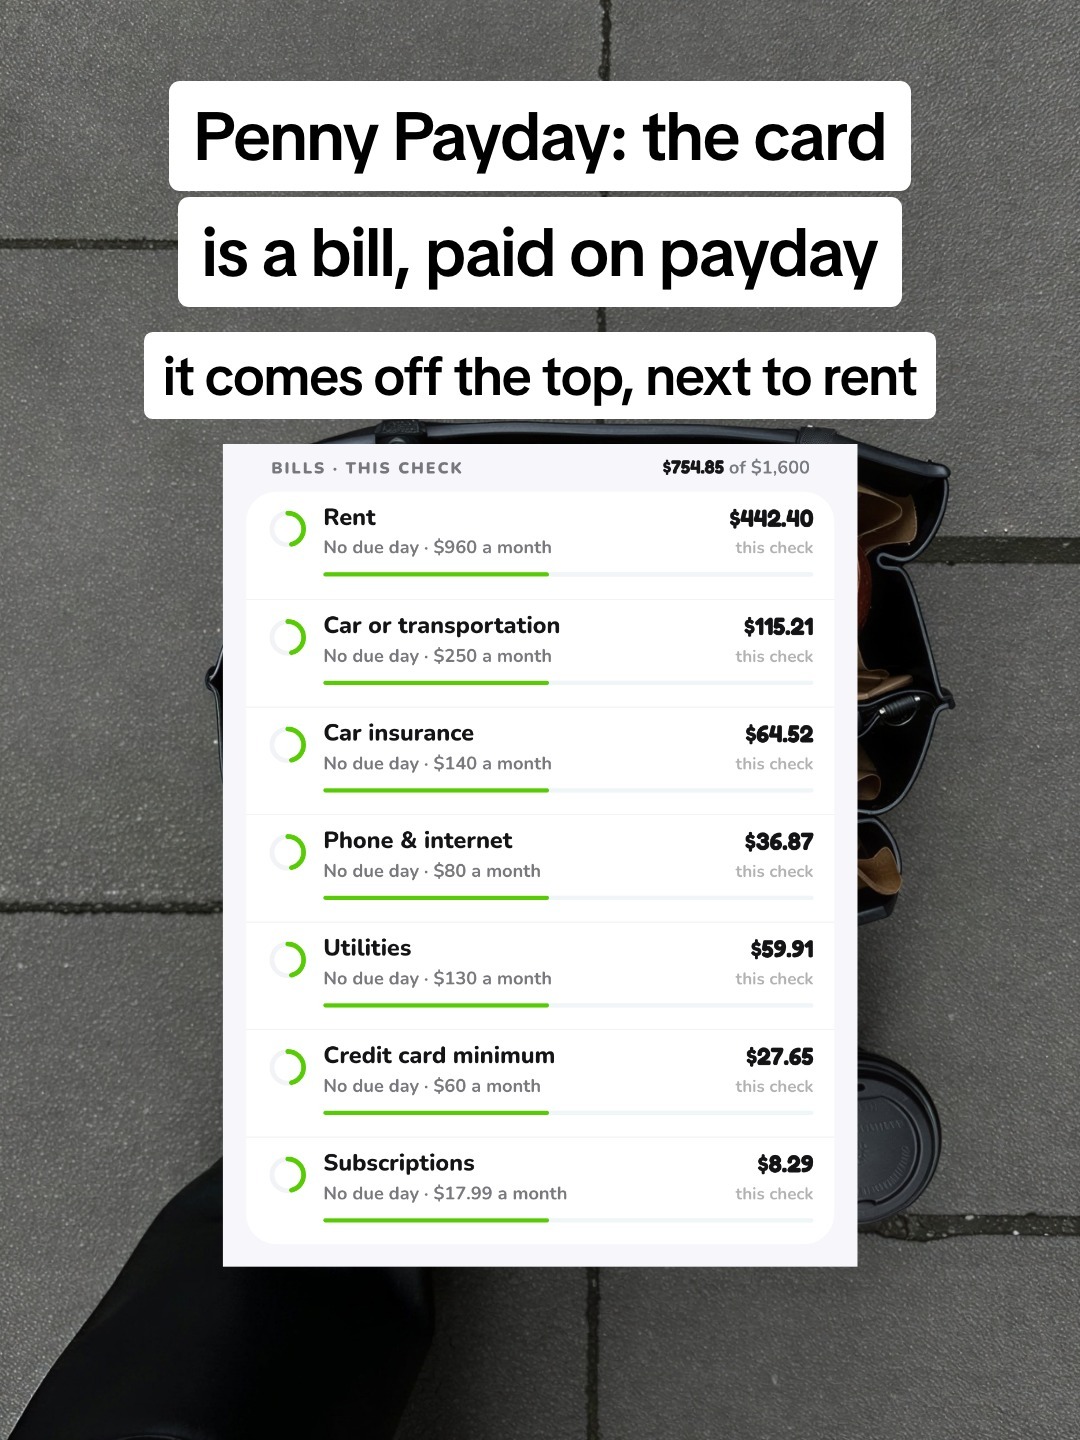 Penny Payday: the card
is a bill, paid on payday
it comes off the top, next to rent
BILLS · THIS CHECK $754.85 of $1,600
Rent $442.40
No due day · $960 a month this check
Car or transportation $115.21
No due day · $250 a month this check
Car insurance $64.52
No due day · $140 a month this check
Phone & internet $36.87
No due day · $80 a month this check
Utilities $59.91
No due day · $130 a month this check
Credit card minimum $27.65
No due day · $60 a month this check
Subscriptions $8.29
No due day · $17.99 a month this check